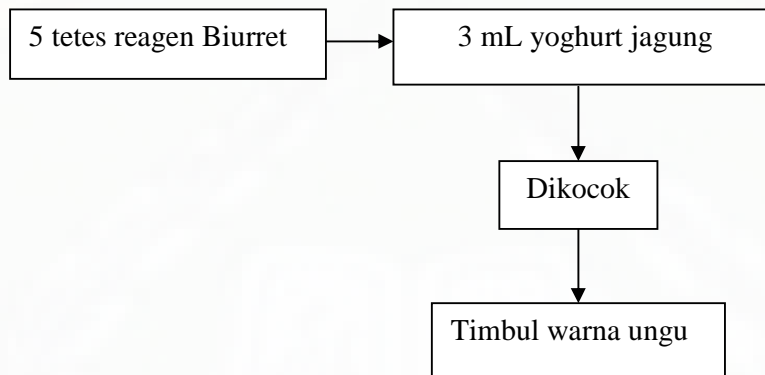 5 tetes reagen Biurret
3 mL yoghurt jagung
Dikocok
Timbul warna ungu